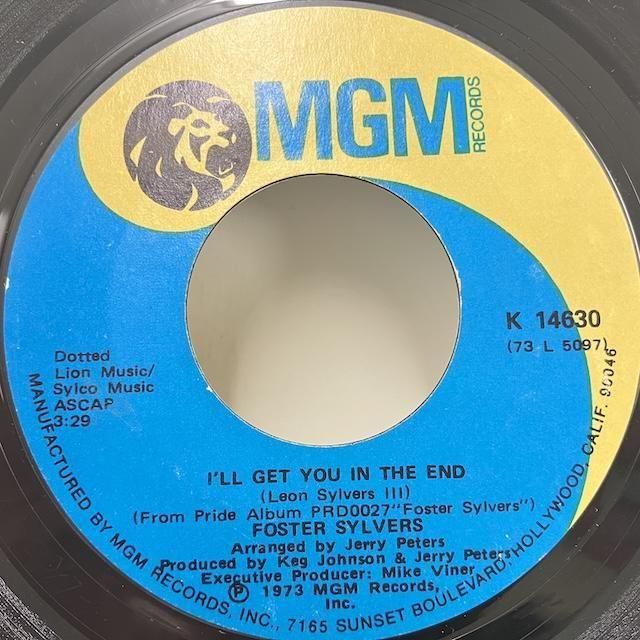 MGM
RECORDS
K 14630
(73 L 5097)
Dotted
Lion Music/
Sylco Music
ASCAP
3:29
I'LL GET YOU IN THE END
(Leon Sylvers III)
(From Pride Album PRD0027"Foster Sylvers")
FOSTER SYLVERS
Arranged by Jerry Peters
Produced by Keg Johnson & Jerry Peters
Executive Producer: Mike Viner
Ⓟ 1973 MGM Records,
Inc.
MANUFACTURED BY MGM RECORDS, INC., 7165 SUNSET BOULEVARD, HOLLYWOOD, CALIF. 90046